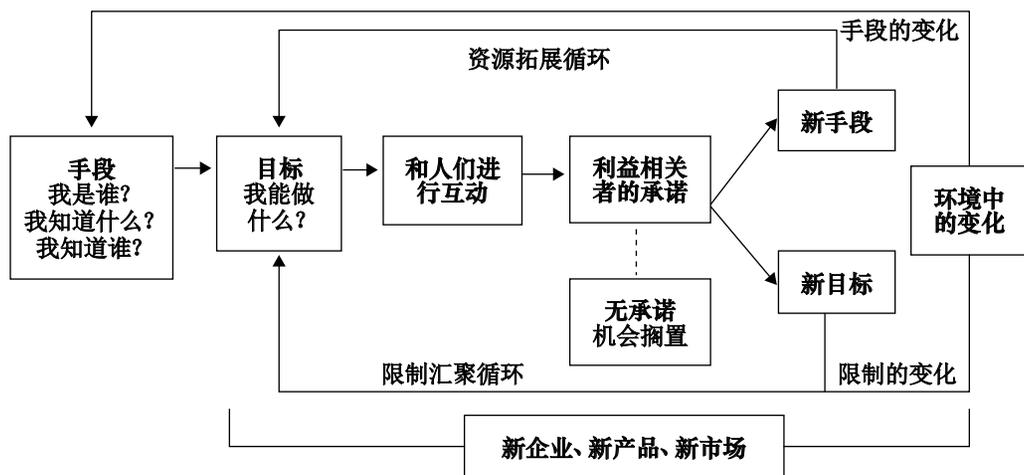 手段的变化
资源拓展循环
新手段
手段
我是谁？
我知道什么？
我知道谁？
目标
我能做
什么？
和人们进
行互动
利益相关
者的承诺
环境中
的变化
新目标
无承诺
机会搁置
限制汇聚循环
限制的变化
新企业、新产品、新市场